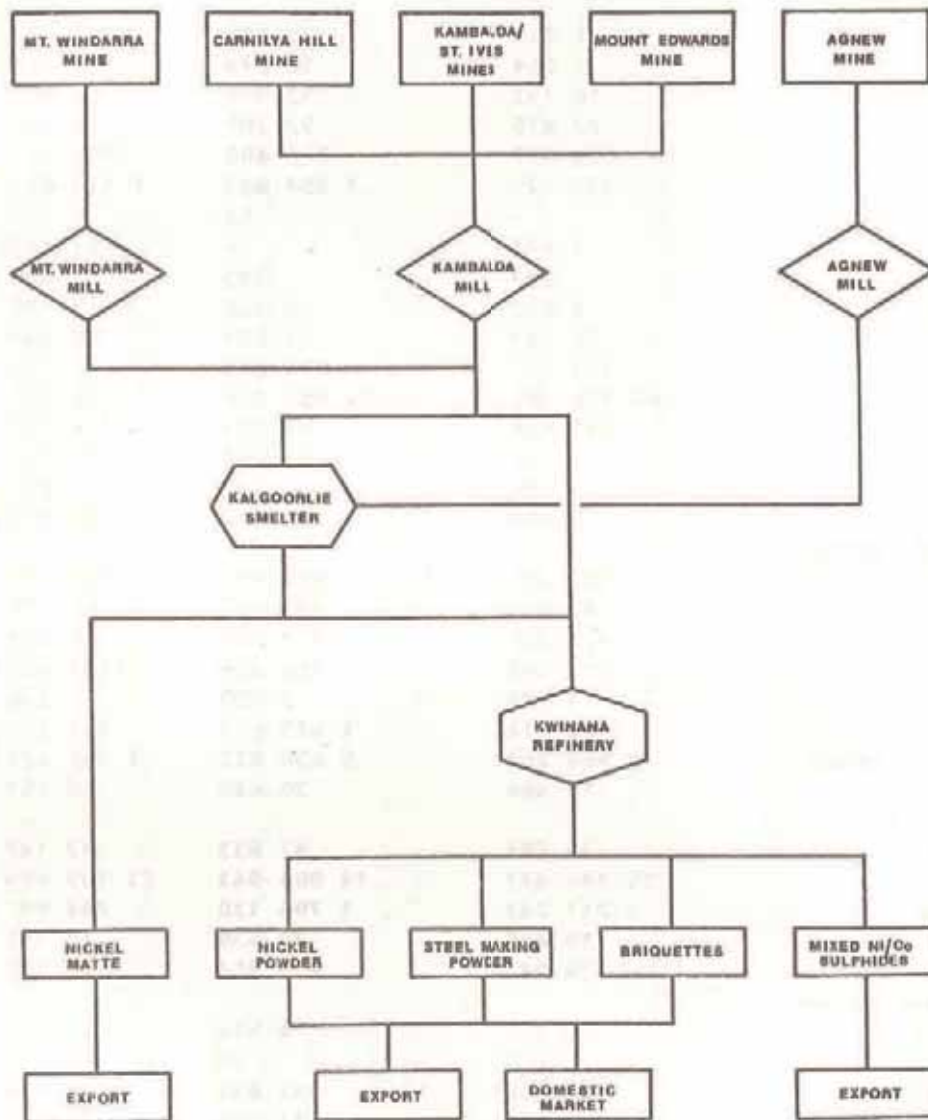 MT. WINDARRA
MINE
CARNILYA HILL
MINE
KAMBALDA/
ST. IVIS
MINES
MOUNT EDWARDS
MINE
AGNEW
MINE
MT. WINDARRA
MILL
KAMBALDA
MILL
AGNEW
MILL
KALGOORLIE
SMELTER
KWINANA
REFINERY
NICKEL
MATTE
NICKEL
POWDER
STEEL MAKING
POWDER
BRIQUETTES
MIXED Ni/Co
SULPHIDES
EXPORT
EXPORT
DOMESTIC
MARKET
EXPORT